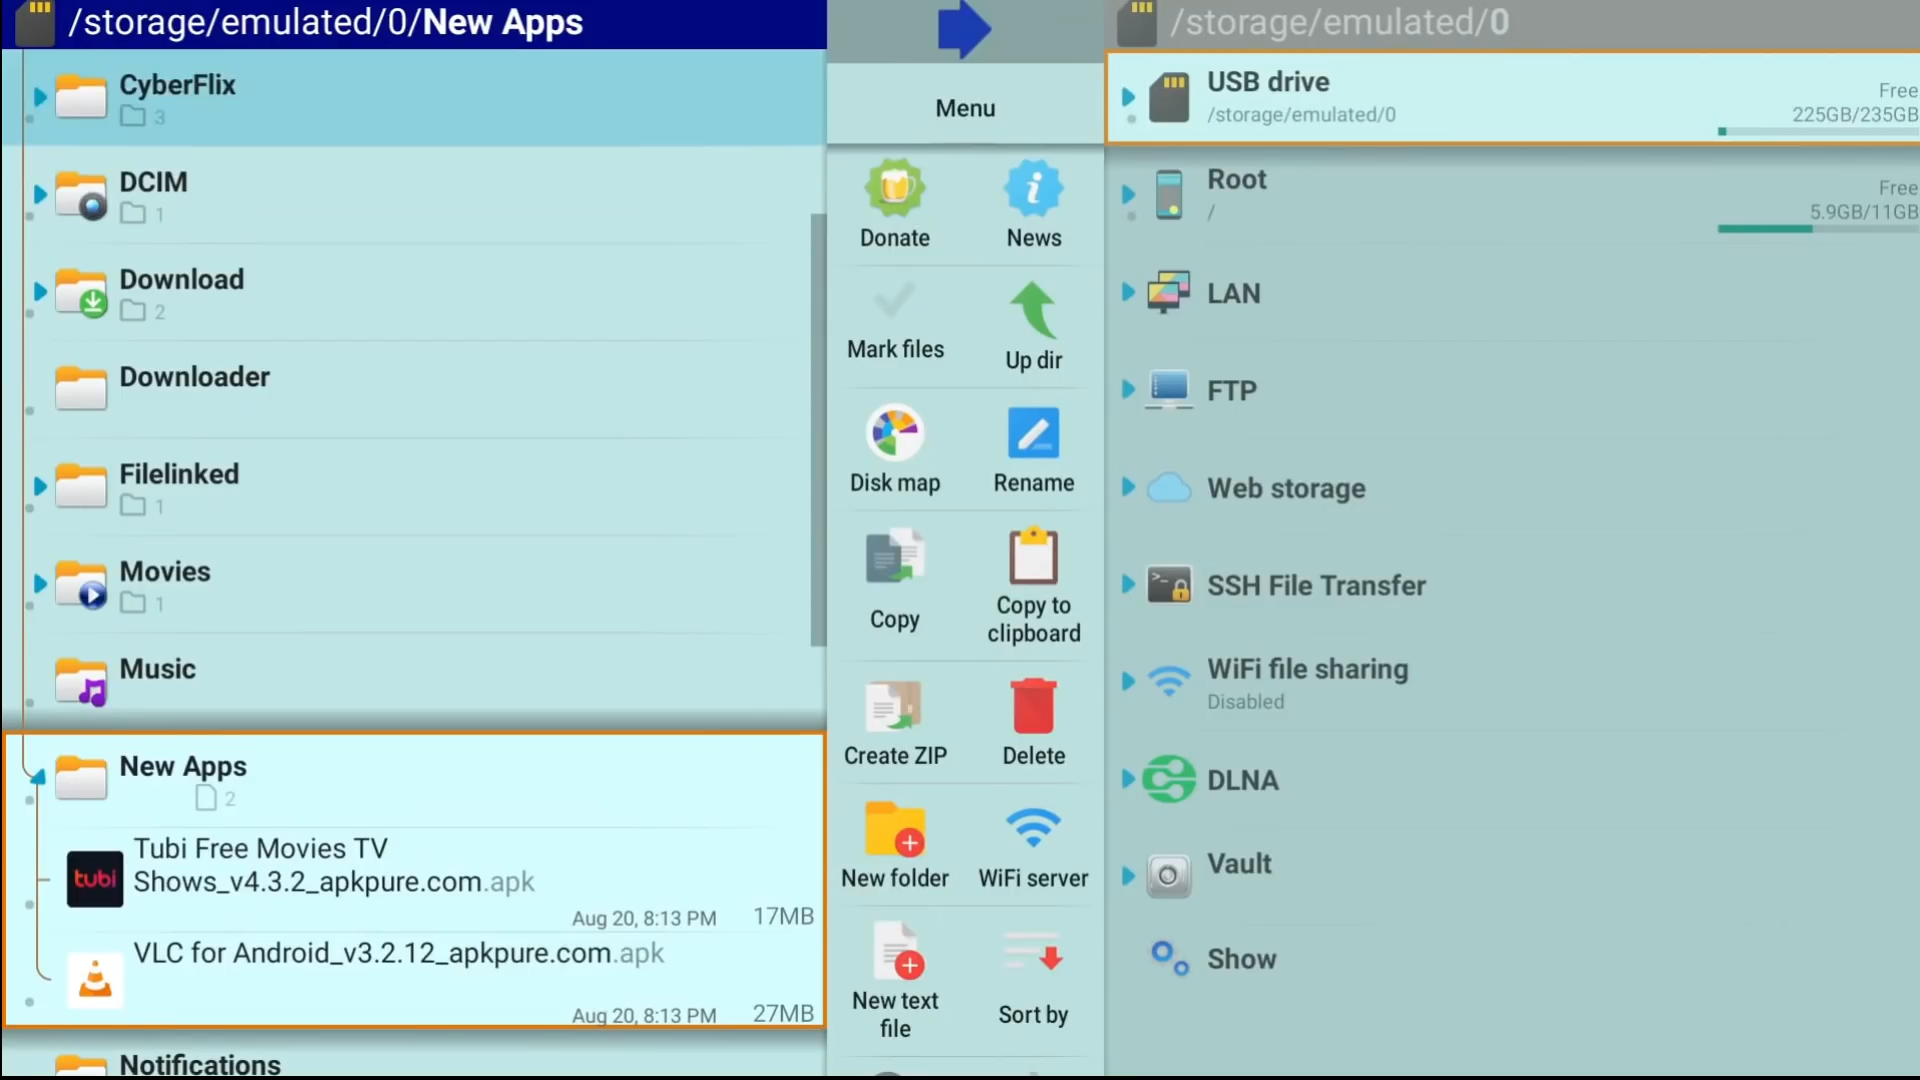 /storage/emulated/0/New Apps
CyberFlix
3
DCIM
1
Download
2
Downloader
Filelinked
1
Movies
1
Music
New Apps
2
tubi
Tubi Free Movies TV
Shows_v4.3.2_apkpure.com.apk
Aug 20, 8:13 PM 17MB
VLC for Android_v3.2.12_apkpure.com.apk
Aug 20, 8:13 PM 27MB
Notifications
Menu
Donate News
Mark files Up dir
Disk map Rename
Copy
Copy to
clipboard
Create ZIP Delete
New folder WiFi server
New text
file
Sort by
/storage/emulated/0
USB drive
/storage/emulated/0
Free
225GB/235GB
Root
/
Free
5.9GB/11GB
LAN
FTP
Web storage
SSH File Transfer
WiFi file sharing
Disabled
DLNA
Vault
Show